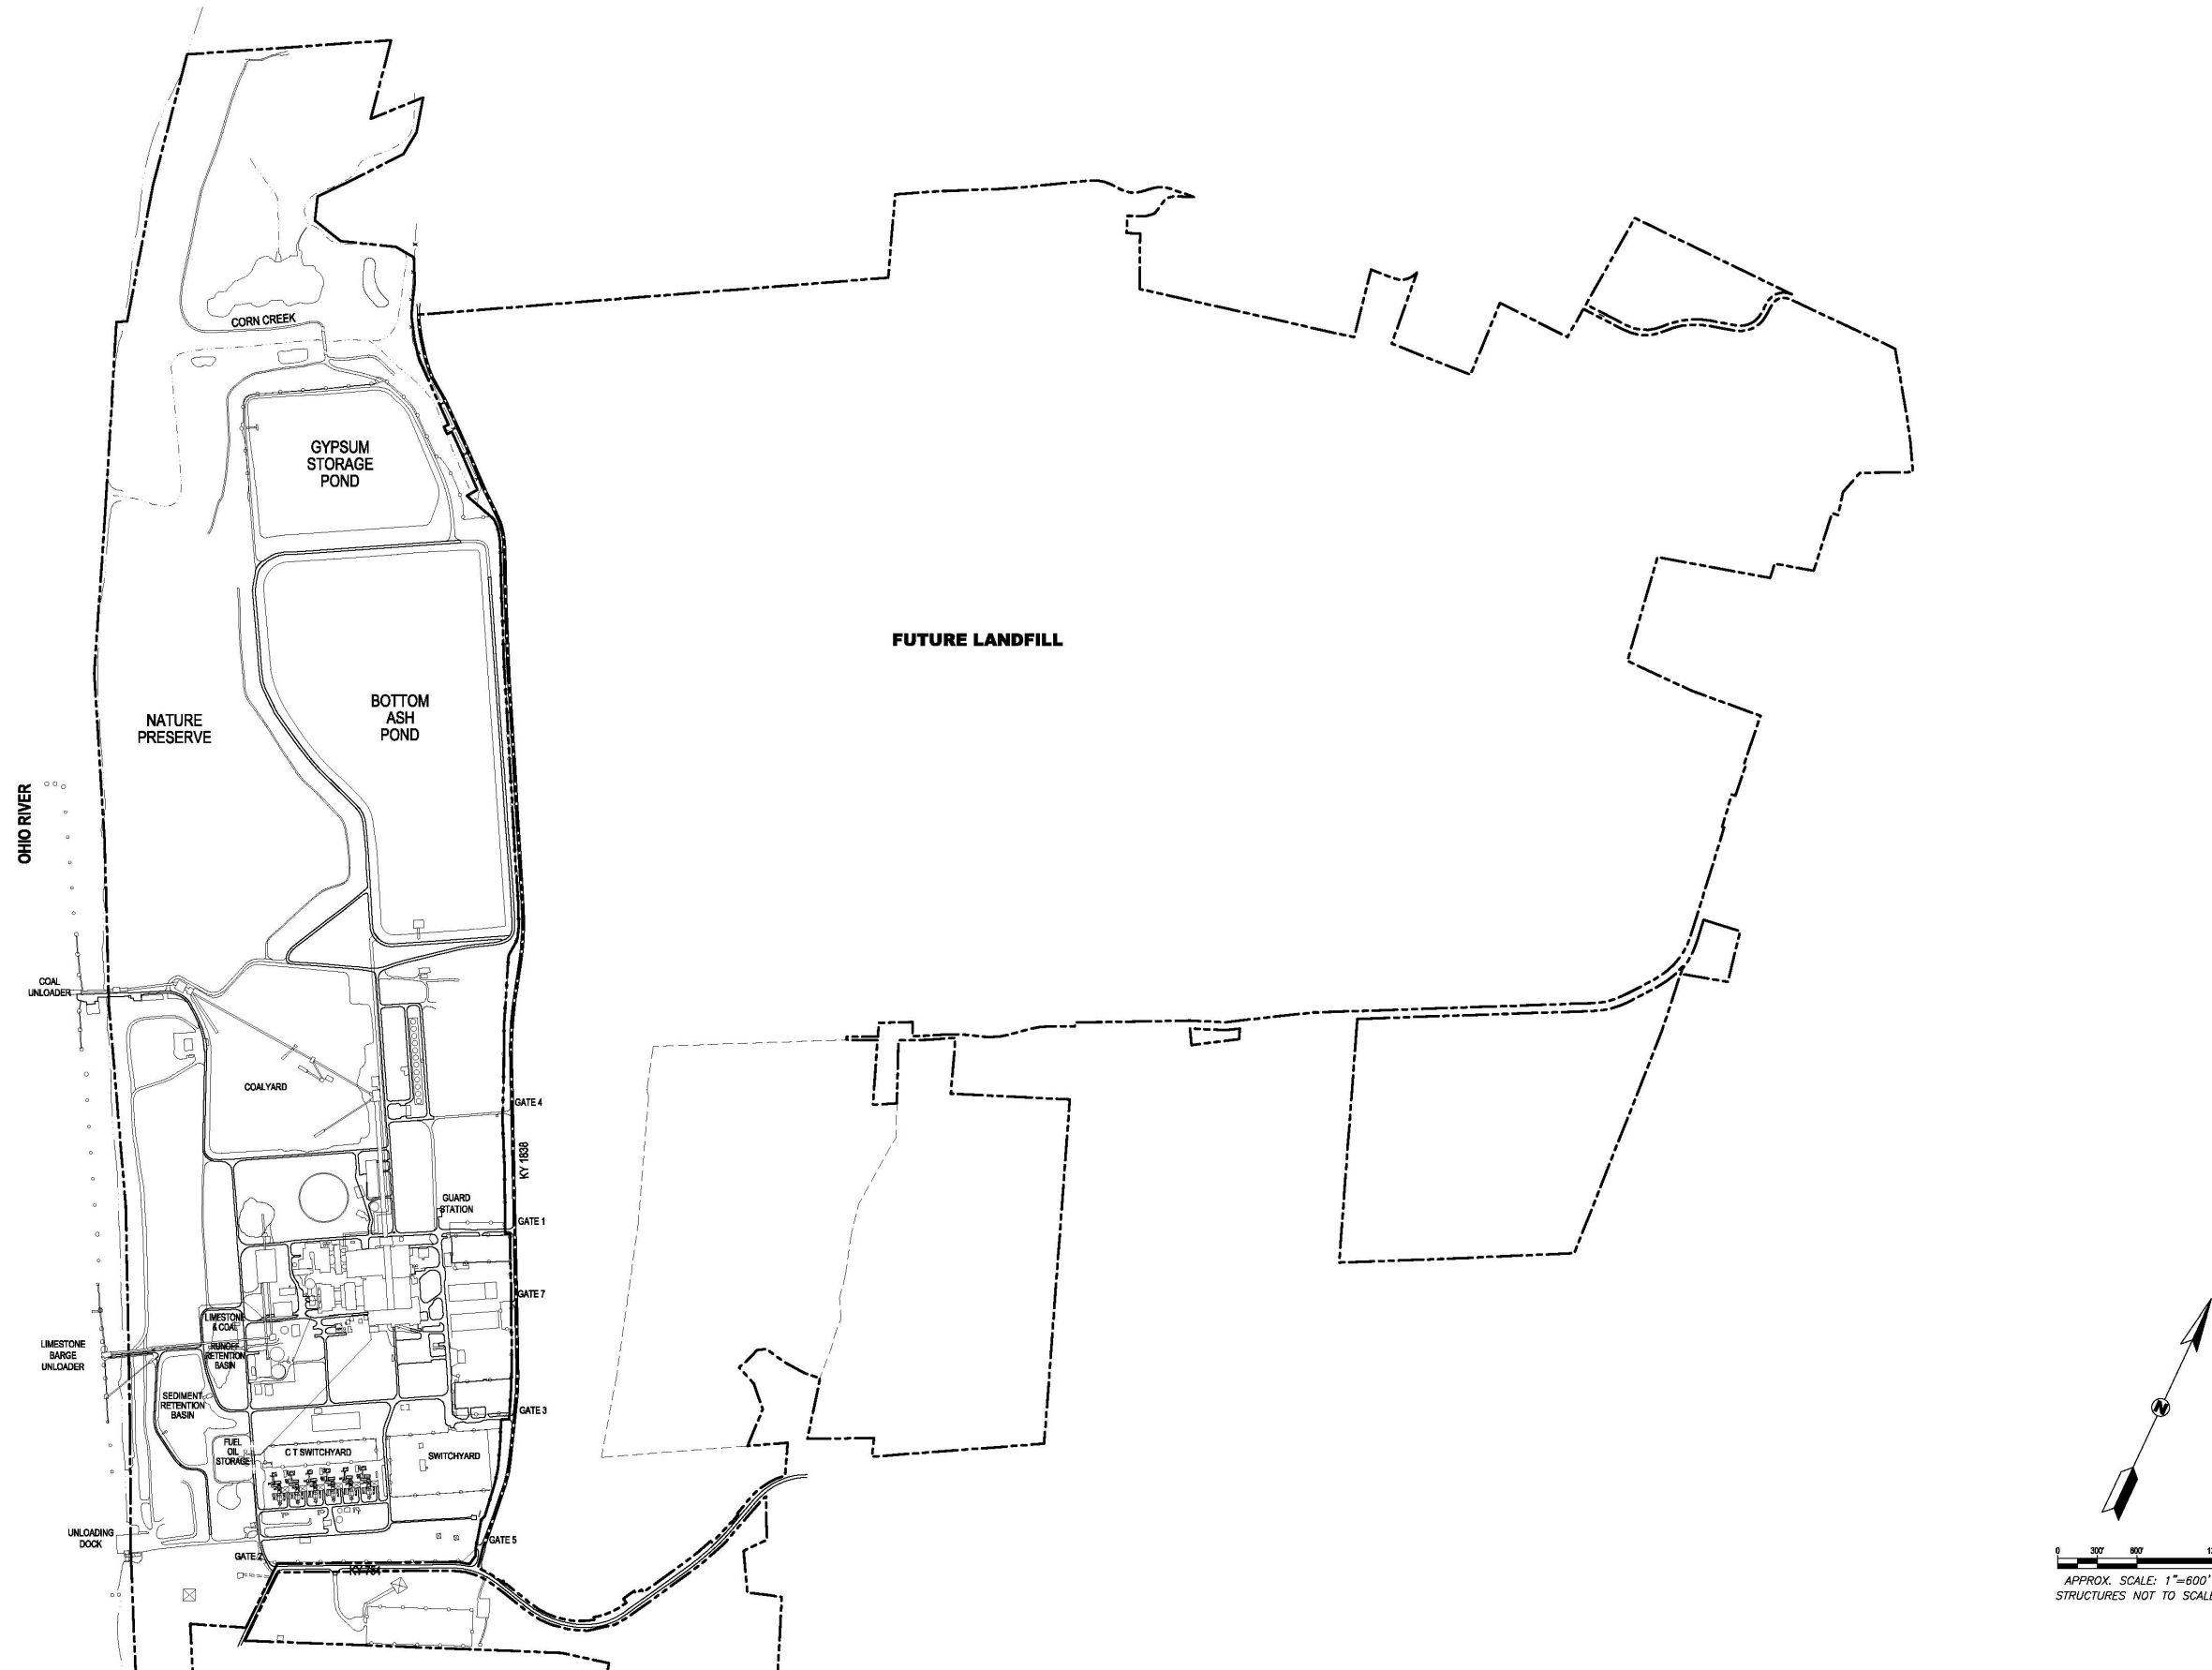 CORN CREEK
GYPSUM
STORAGE
POND
FUTURE LANDFILL
BOTTOM
ASH
POND
NATURE
PRESERVE
OHIO RIVER
COAL
UNLOADER
COALYARD
GATE 4
KY 1838
GUARD
STATION
GATE 1
GATE 7
LIMESTONE
& COAL
RUNOFF
RETENTION
BASIN
LIMESTONE
BARGE
UNLOADER
SEDIMENT
RETENTION
BASIN
GATE 3
FUEL
OIL
STORAGE
C T SWITCHYARD
SWITCHYARD
UNLOADING
DOCK
GATE 2
GATE 5
KY 754
N
0 300'
APPROX. SCALE: 1"=600'
STRUCTURES NOT TO SCALE